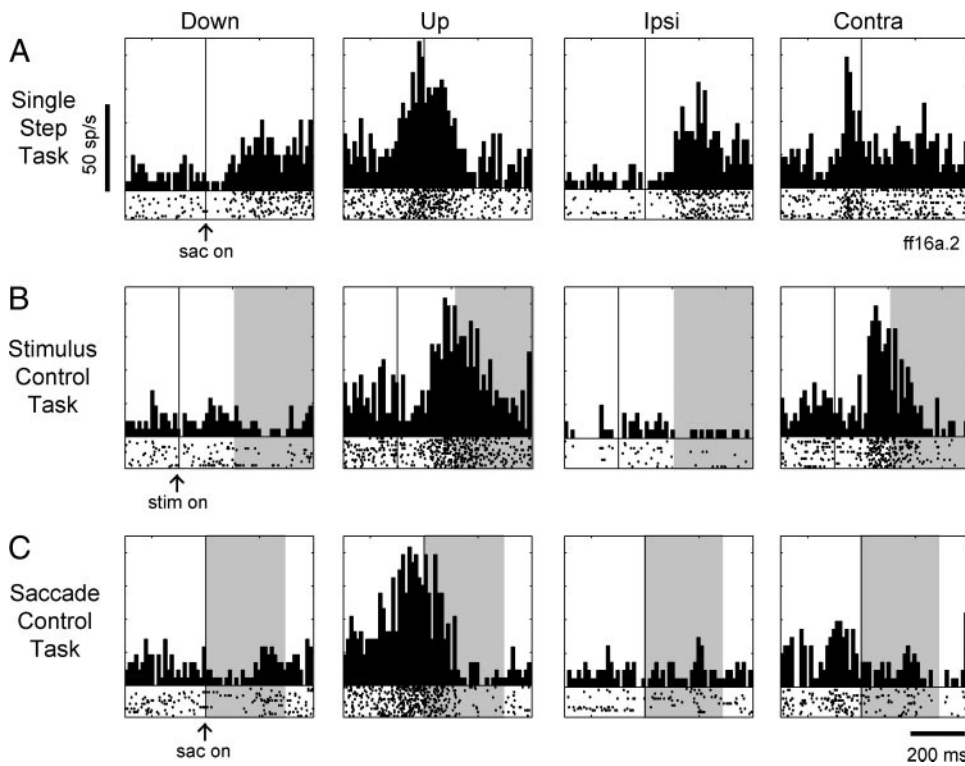 Down Up Ipsi Contra
A
Single
Step
Task
50 sp/s
sac on
ff16a.2
B
Stimulus
Control
Task
stim on
C
Saccade
Control
Task
sac on
200 ms